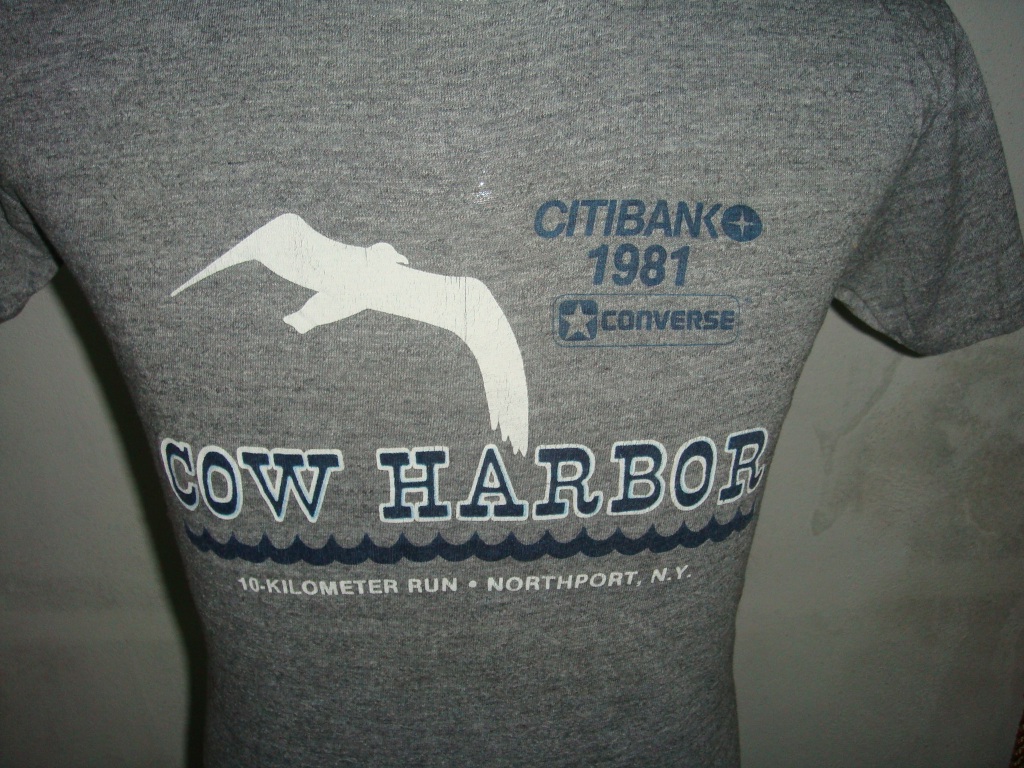 CITIBANK
1981
CONVERSE
COW HARBOR
10-KILOMETER RUN • NORTHPORT, N.Y.